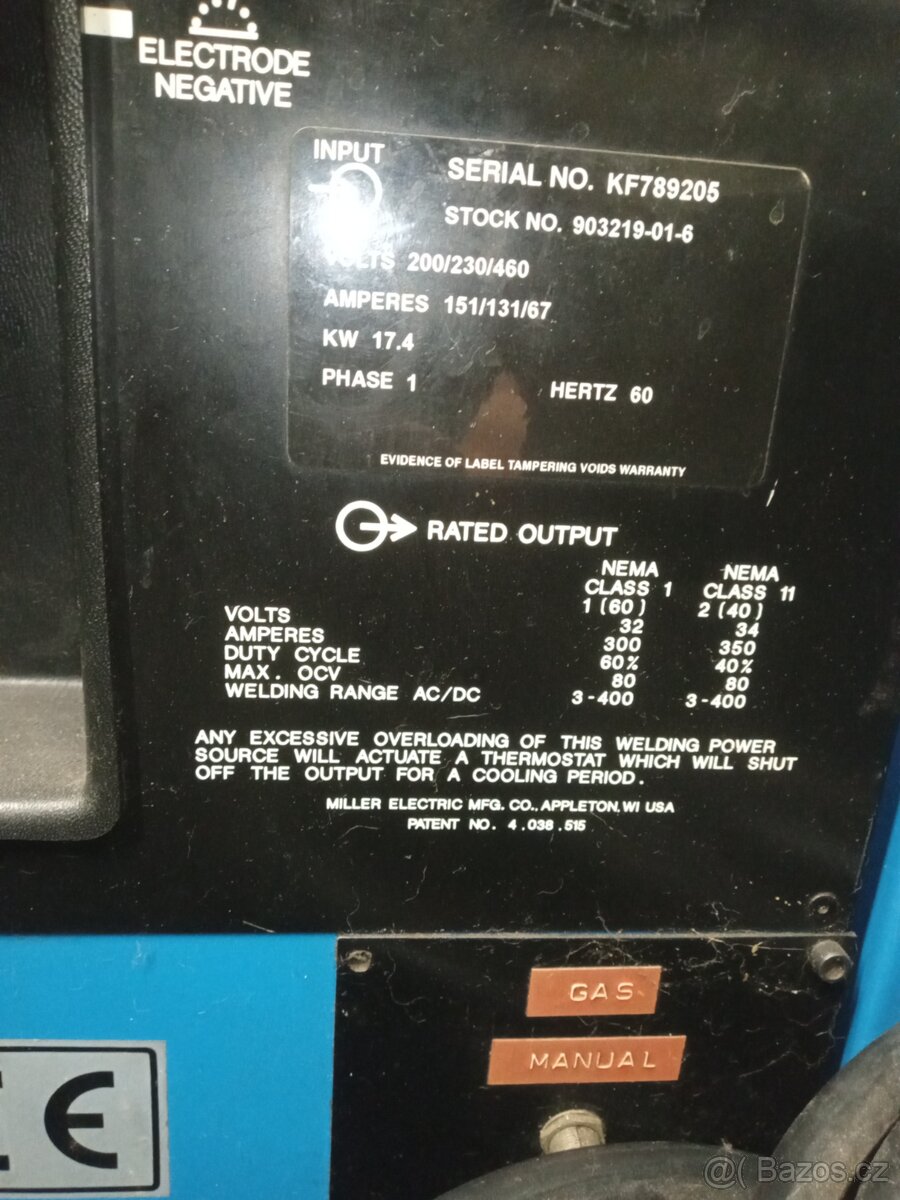 ELECTRODE
NEGATIVE
INPUT
SERIAL NO. KF789205
STOCK NO. 903219-01-6
VOLTS 200/230/460
AMPERES 151/131/67
KW 17.4
PHASE 1 HERTZ 60
EVIDENCE OF LABEL TAMPERING VOIDS WARRANTY
RATED OUTPUT
NEMA NEMA
CLASS 1 CLASS 11
1 (60) 2 (40)
VOLTS 32 34
AMPERES 300 350
DUTY CYCLE 60% 40%
MAX. OCV 80 80
WELDING RANGE AC/DC 3-400 3-400
ANY EXCESSIVE OVERLOADING OF THIS WELDING POWER
SOURCE WILL ACTUATE A THERMOSTAT WHICH WILL SHUT
OFF THE OUTPUT FOR A COOLING PERIOD.
MILLER ELECTRIC MFG. CO., APPLETON, WI USA
PATENT NO. 4,038,515
GAS
MANUAL
CE
@( Bazos.cz